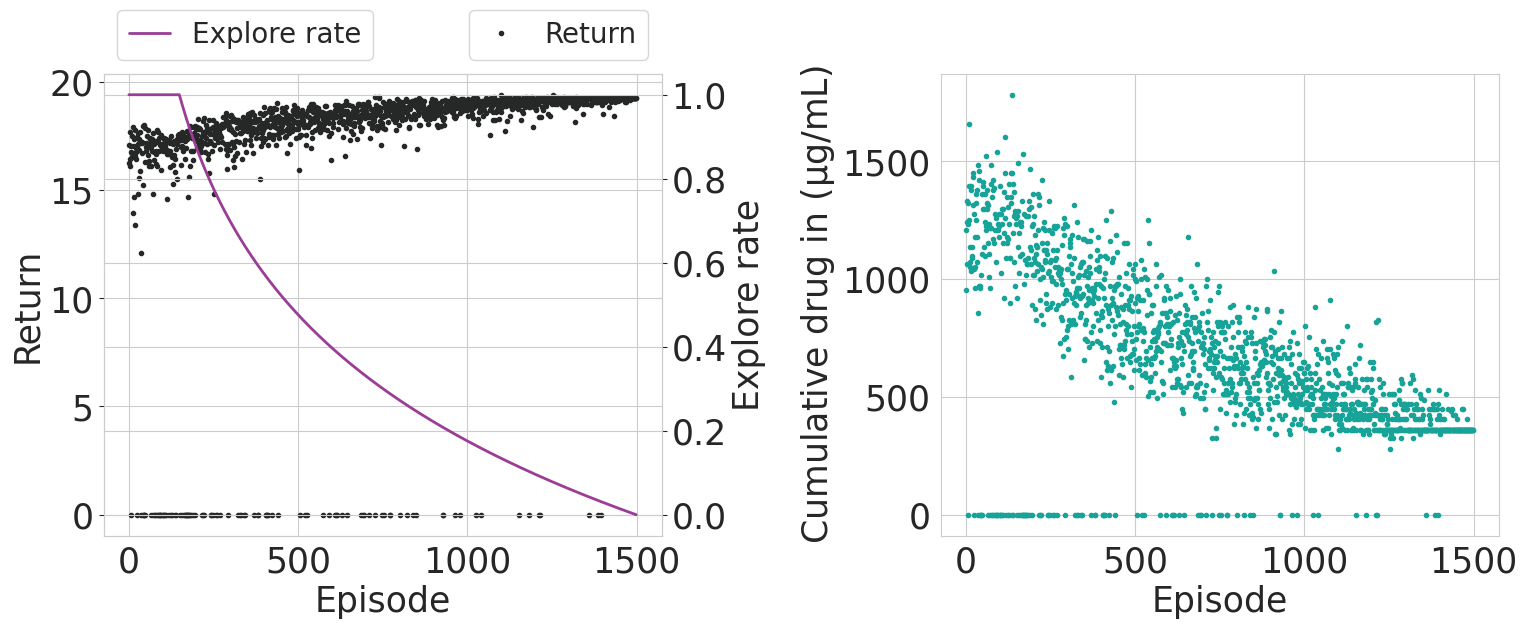 Explore rate
Return
20
15
10
5
0
Return
1.0
0.8
0.6
0.4
0.2
0.0
Explore rate
0 500 1000 1500
Episode
Cumulative drug in (μg/mL)
1500
1000
500
0
0 500 1000 1500
Episode